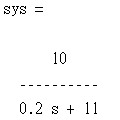 sys =
10
----------
0.2 s + 11